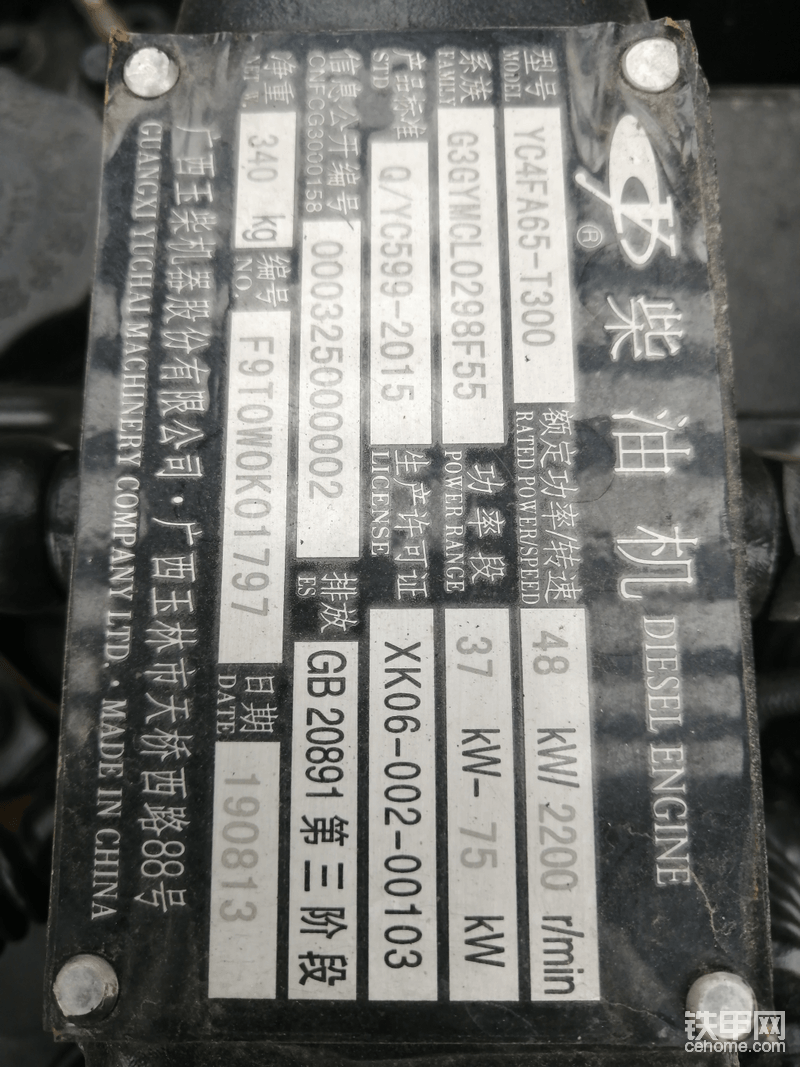 柴油机 DIESEL ENGINE
型号 MODEL YC4FA65-T300 额定功率/转速 RATED POWER/SPEED 48 kW/ 2200 r/min
系族 FAMILY G3GYMCL0298F55 功率段 POWER RANGE 37 kW- 75 kW
产品标准 STD Q/YC599-2015 生产许可证 LICENSE XK06-002-00103
信息公开编号 CNFCG3000158 000325000002 排放 ES GB 20891 第三阶段
净重 340 kg 编号 NO. F9T0W0K01797 日期 DATE 190813
广西玉柴机器股份有限公司·广西玉林市天桥西路88号
GUANGXI YUCHAI MACHINERY COMPANY LTD. · MADE IN CHINA
铁甲网
cehome.com